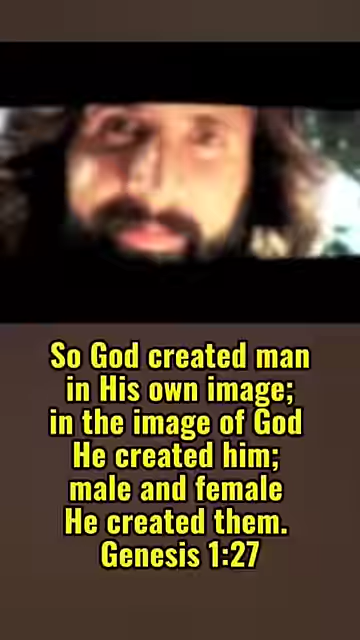 So God created man
in His own image;
in the image of God
He created him;
male and female
He created them.
Genesis 1:27